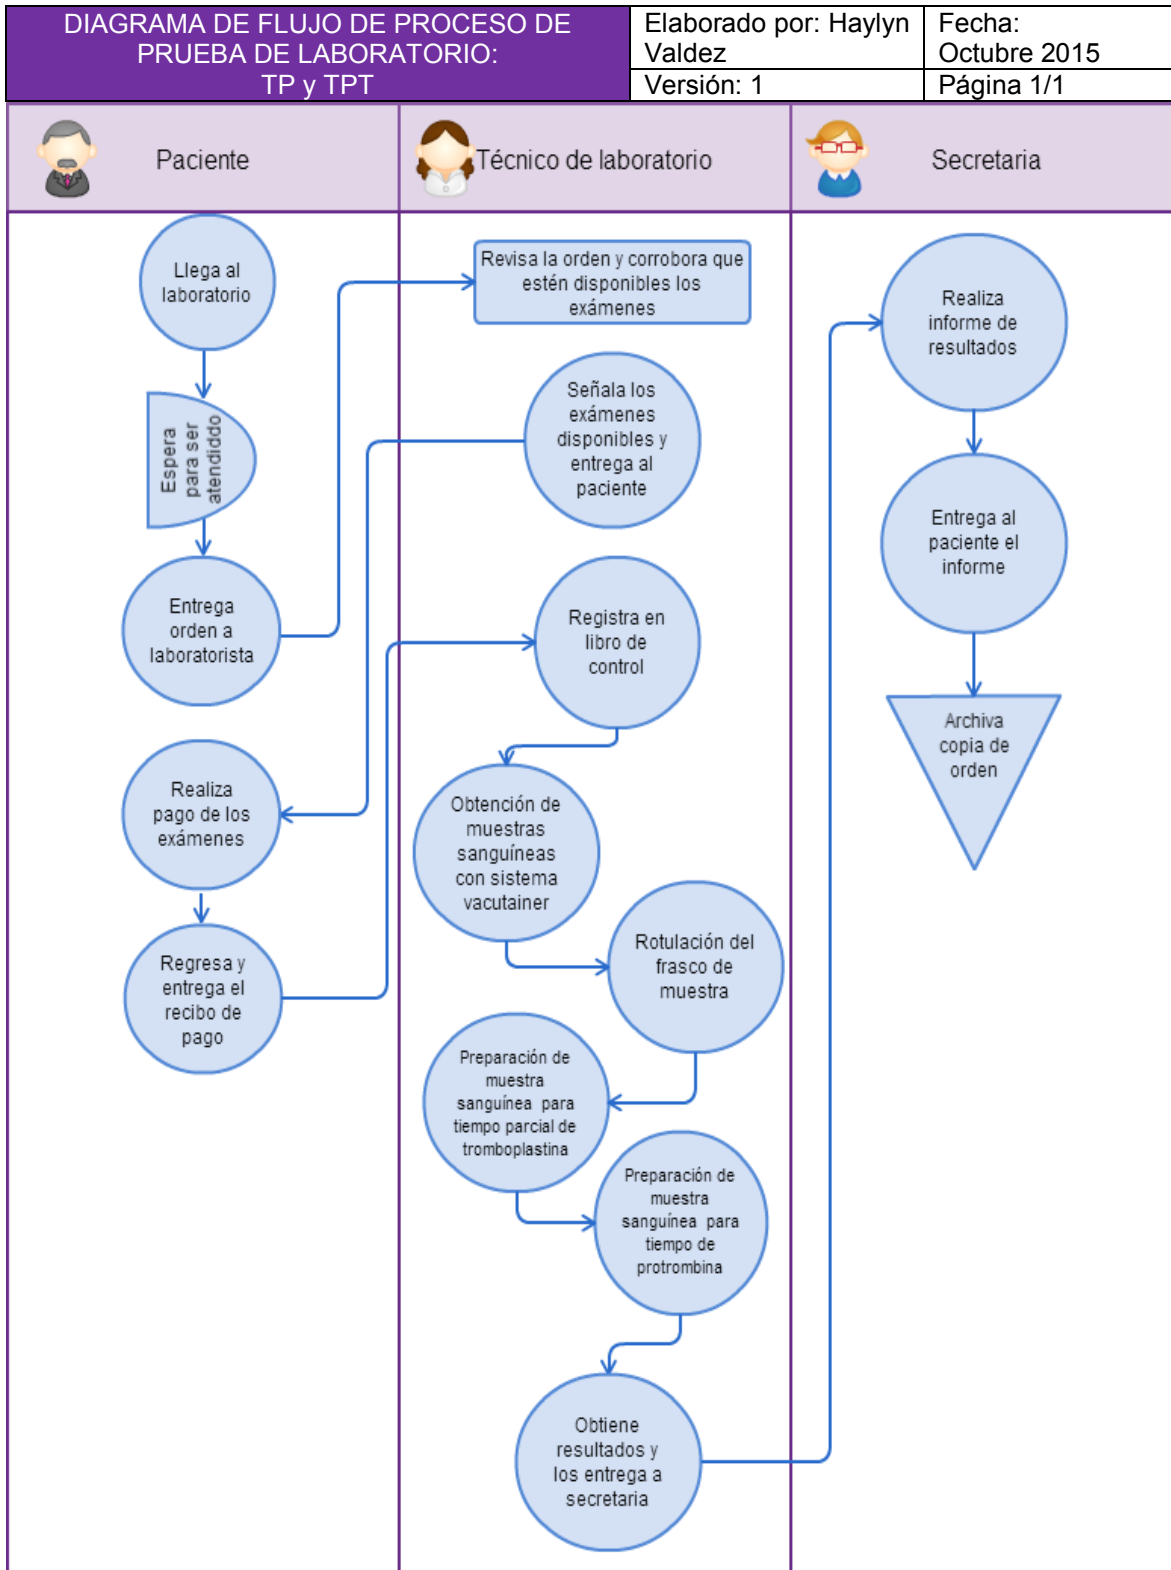 DIAGRAMA DE FLUJO DE PROCESO DE
PRUEBA DE LABORATORIO:
TP y TPT
Elaborado por: Haylyn
Valdez
Fecha:
Octubre 2015
Versión: 1
Página 1/1
Paciente
Técnico de laboratorio
Secretaria
Llega al
laboratorio
Espera
para ser
atendiddo
Entrega
orden a
laboratorista
Revisa la orden y corrobora que
estén disponibles los
exámenes
Señala los
exámenes
disponibles y
entrega al
paciente
Realiza
pago de los
exámenes
Regresa y
entrega el
recibo de
pago
Registra en
libro de
control
Obtención de
muestras
sanguíneas
con sistema
vacutainer
Rotulación del
frasco de
muestra
Preparación de
muestra
sanguínea para
tiempo parcial de
tromboplastina
Preparación de
muestra
sanguínea para
tiempo de
protrombina
Obtiene
resultados y
los entrega a
secretaria
Realiza
informe de
resultados
Entrega al
paciente el
informe
Archiva
copia de
orden